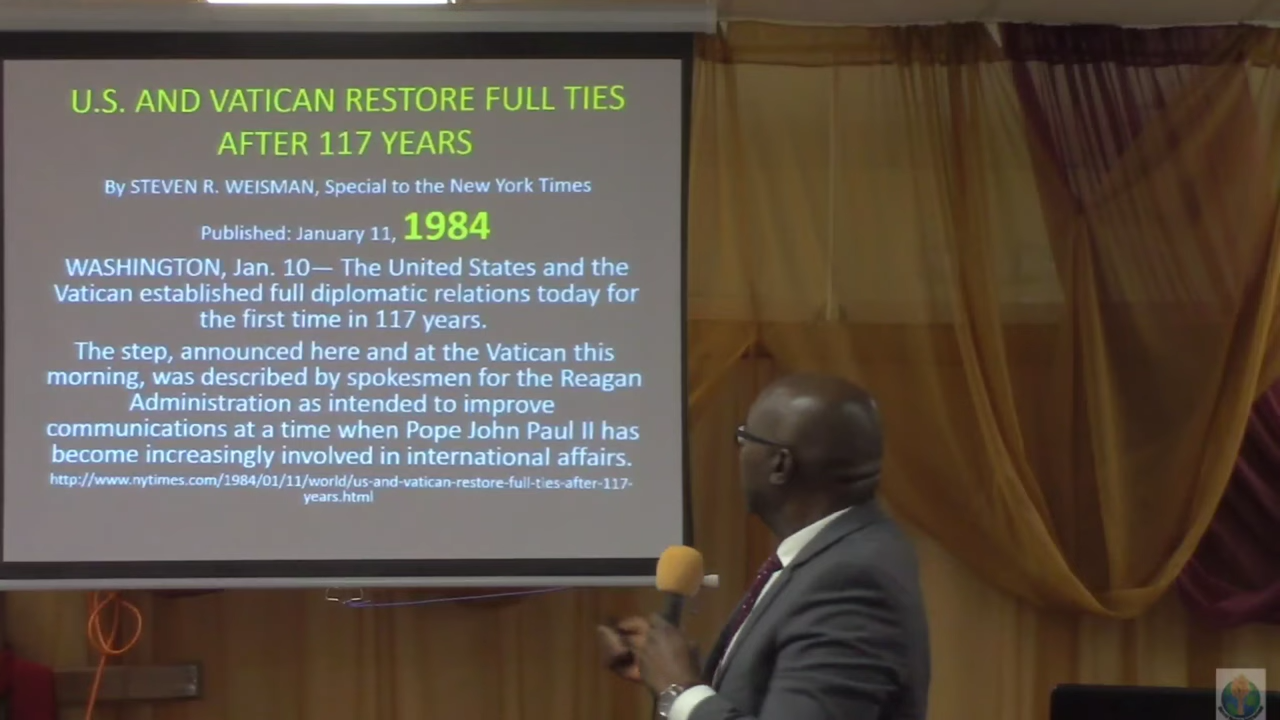 U.S. AND VATICAN RESTORE FULL TIES
AFTER 117 YEARS
By STEVEN R. WEISMAN, Special to the New York Times
Published: January 11, 1984
WASHINGTON, Jan. 10— The United States and the
Vatican established full diplomatic relations today for
the first time in 117 years.
The step, announced here and at the Vatican this
morning, was described by spokesmen for the Reagan
Administration as intended to improve
communications at a time when Pope John Paul II has
become increasingly involved in international affairs.
http://www.nytimes.com/1984/01/11/world/us-and-vatican-restore-full-ties-after-117-
years.html